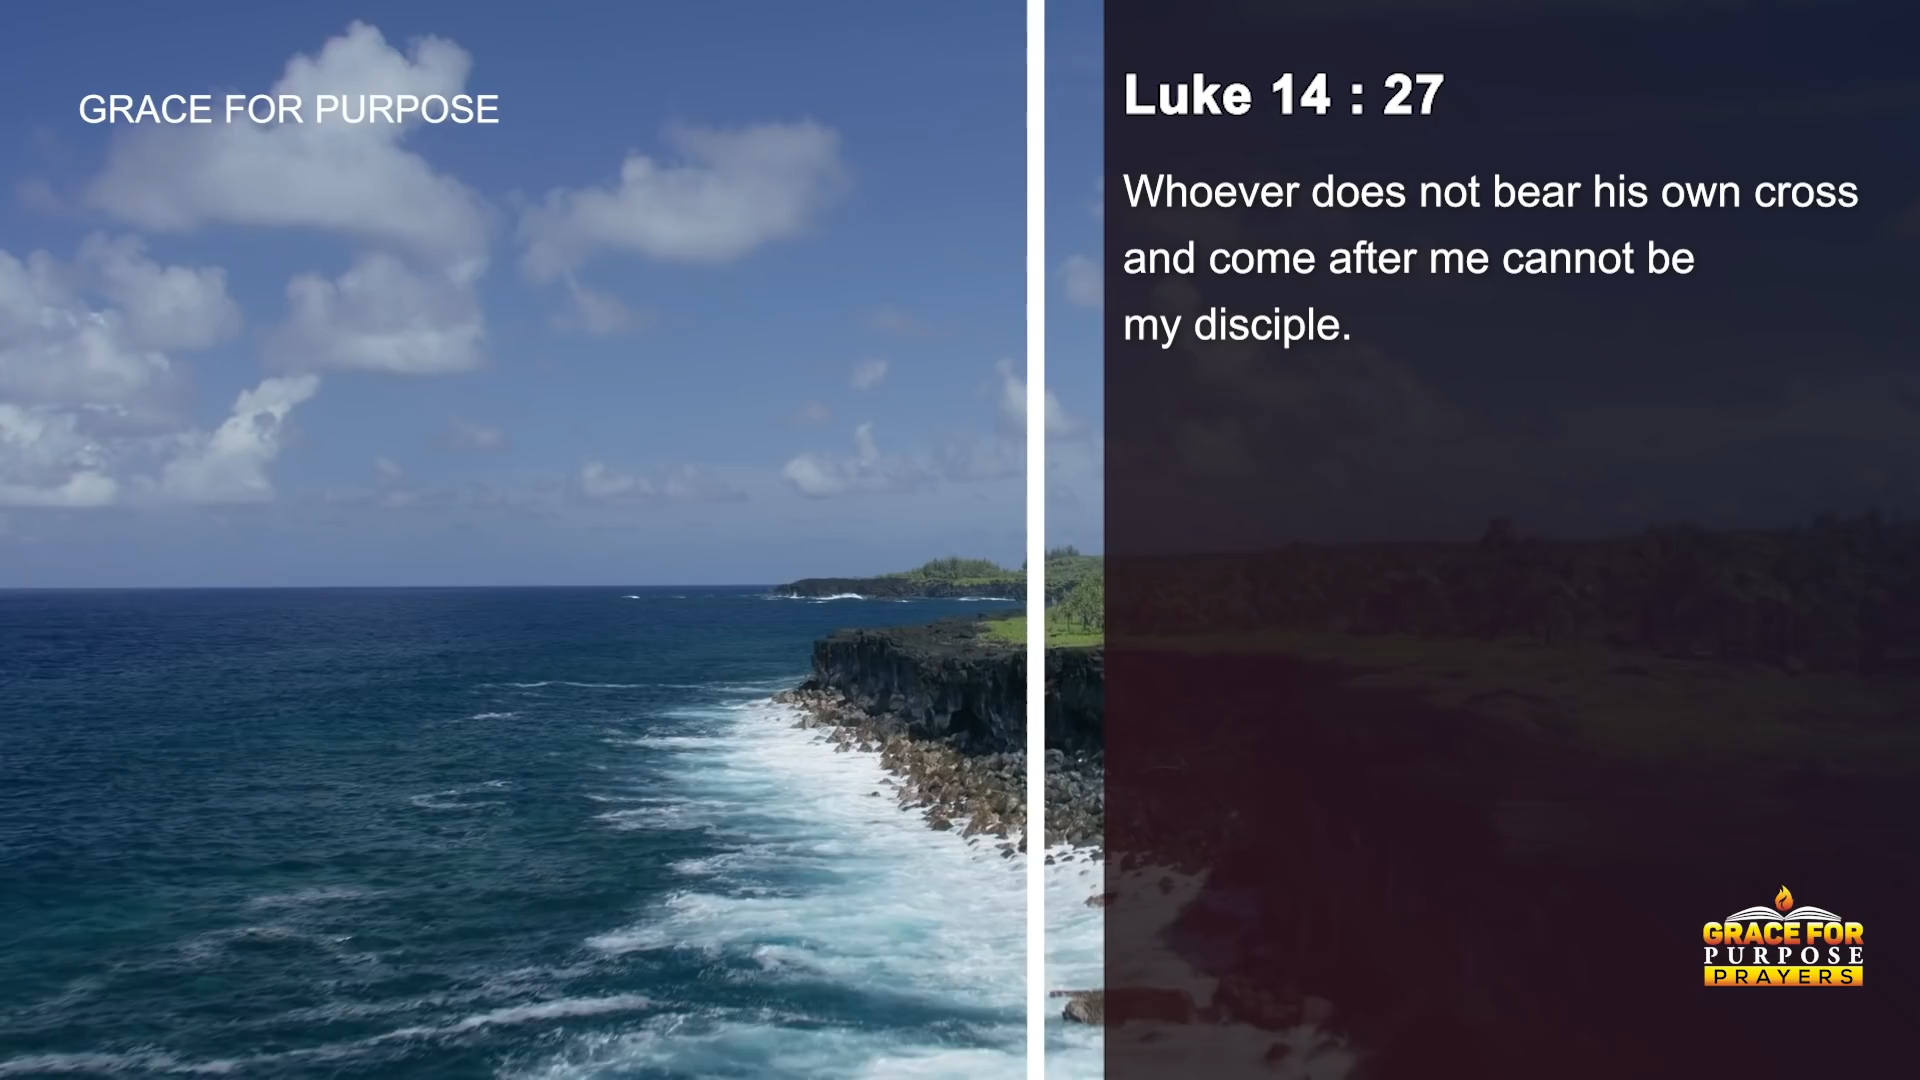 GRACE FOR PURPOSE
Luke 14 : 27
Whoever does not bear his own cross
and come after me cannot be
my disciple.
GRACE FOR
PURPOSE
PRAYERS